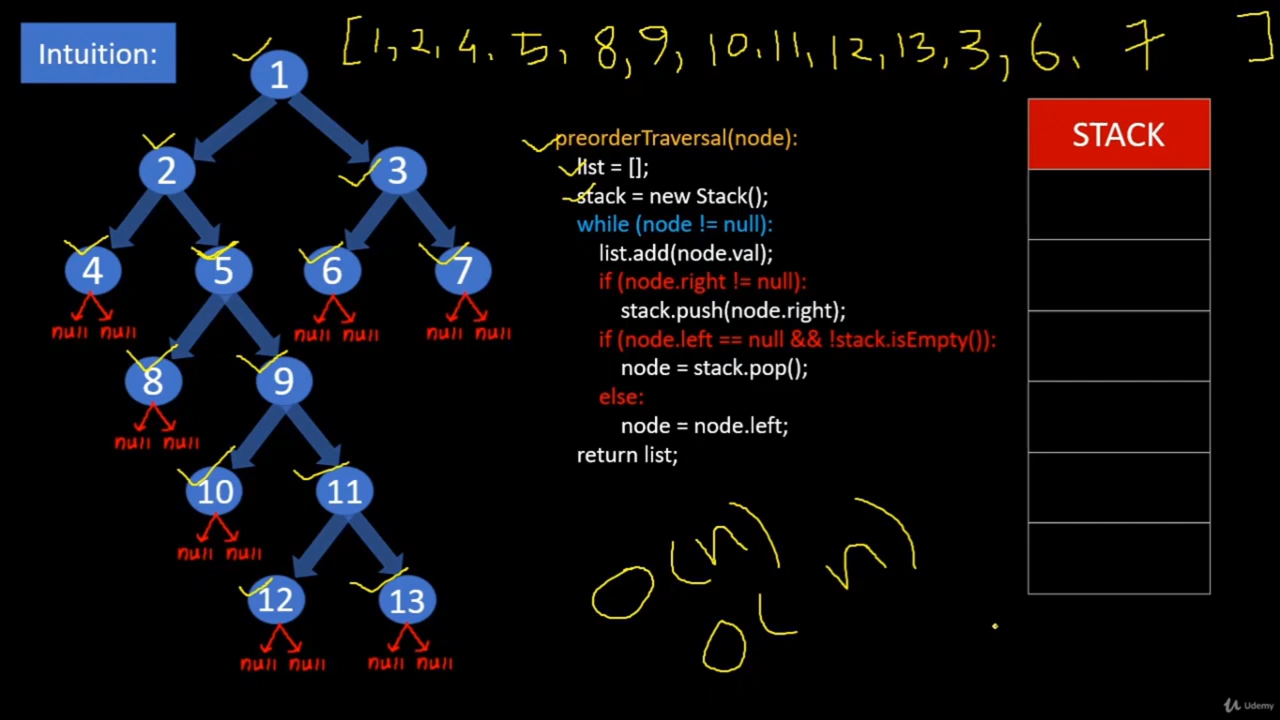 Intuition:
[1, 2, 4, 5, 8, 9, 10, 11, 12, 13, 3, 6, 7 ]
1
2 3
4 5 6 7
null null null null null null
8 9
null null
10 11
null null
12 13
null null null null
preorderTraversal(node):
list = [];
stack = new Stack();
while (node != null):
list.add(node.val);
if (node.right != null):
stack.push(node.right);
if (node.left == null && !stack.isEmpty()):
node = stack.pop();
else:
node = node.left;
return list;
STACK
O(n)
O(n)
Udemy